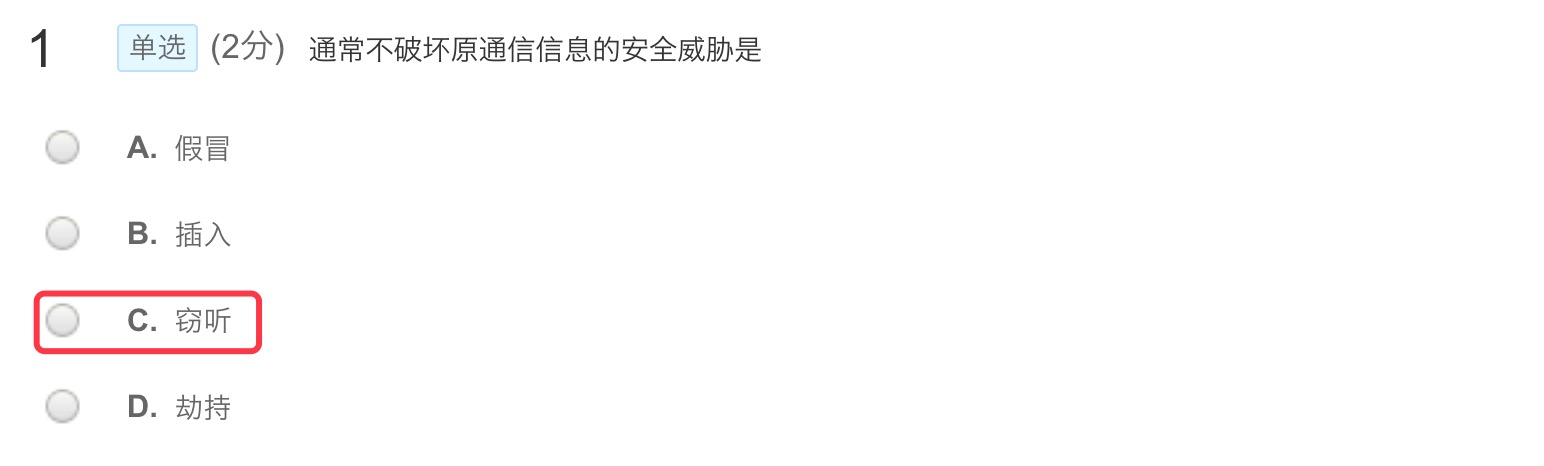 1 单选 (2分) 通常不破坏原通信信息的安全威胁是
A. 假冒
B. 插入
C. 窃听
D. 劫持